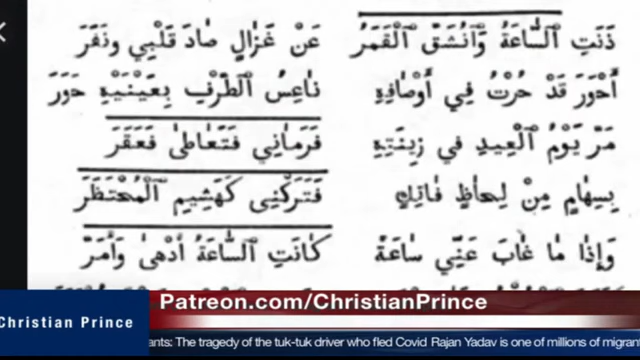 دَنَتِ ٱلسَّاعَةُ وَٱنْشَقَّ ٱلْقَمَرُ عَنْ غَزَالٍ صَادَ قَلْبِي وَنَفَرَ
أَحْوَرَ قَدْ حُرْتُ فِي أَوْصَافِهِ نَاعِسُ ٱلطَّرْفِ بِعَيْنَيْهِ حَوَرَ
مَرَّ يَوْمُ ٱلْعِيدِ فِي زِينَتِهِ فَرَمَانِي فَتَعَاطَى فَعَقَرَ
بِسِهَامٍ مِنْ لِحَاظٍ فَاتِكِ فَتَرَكْنِى كَهَشِيمِ ٱلْمُحْتَظَرَ
وَإِذَا مَا غَابَ عَنِّي سَاعَةً كَانَتِ ٱلسَّاعَةُ أَدْهَى وَأَمَرَّ
Patreon.com/ChristianPrince
Christian Prince
ants: The tragedy of the tuk-tuk driver who fled Covid Rajan Yadav is one of millions of migran